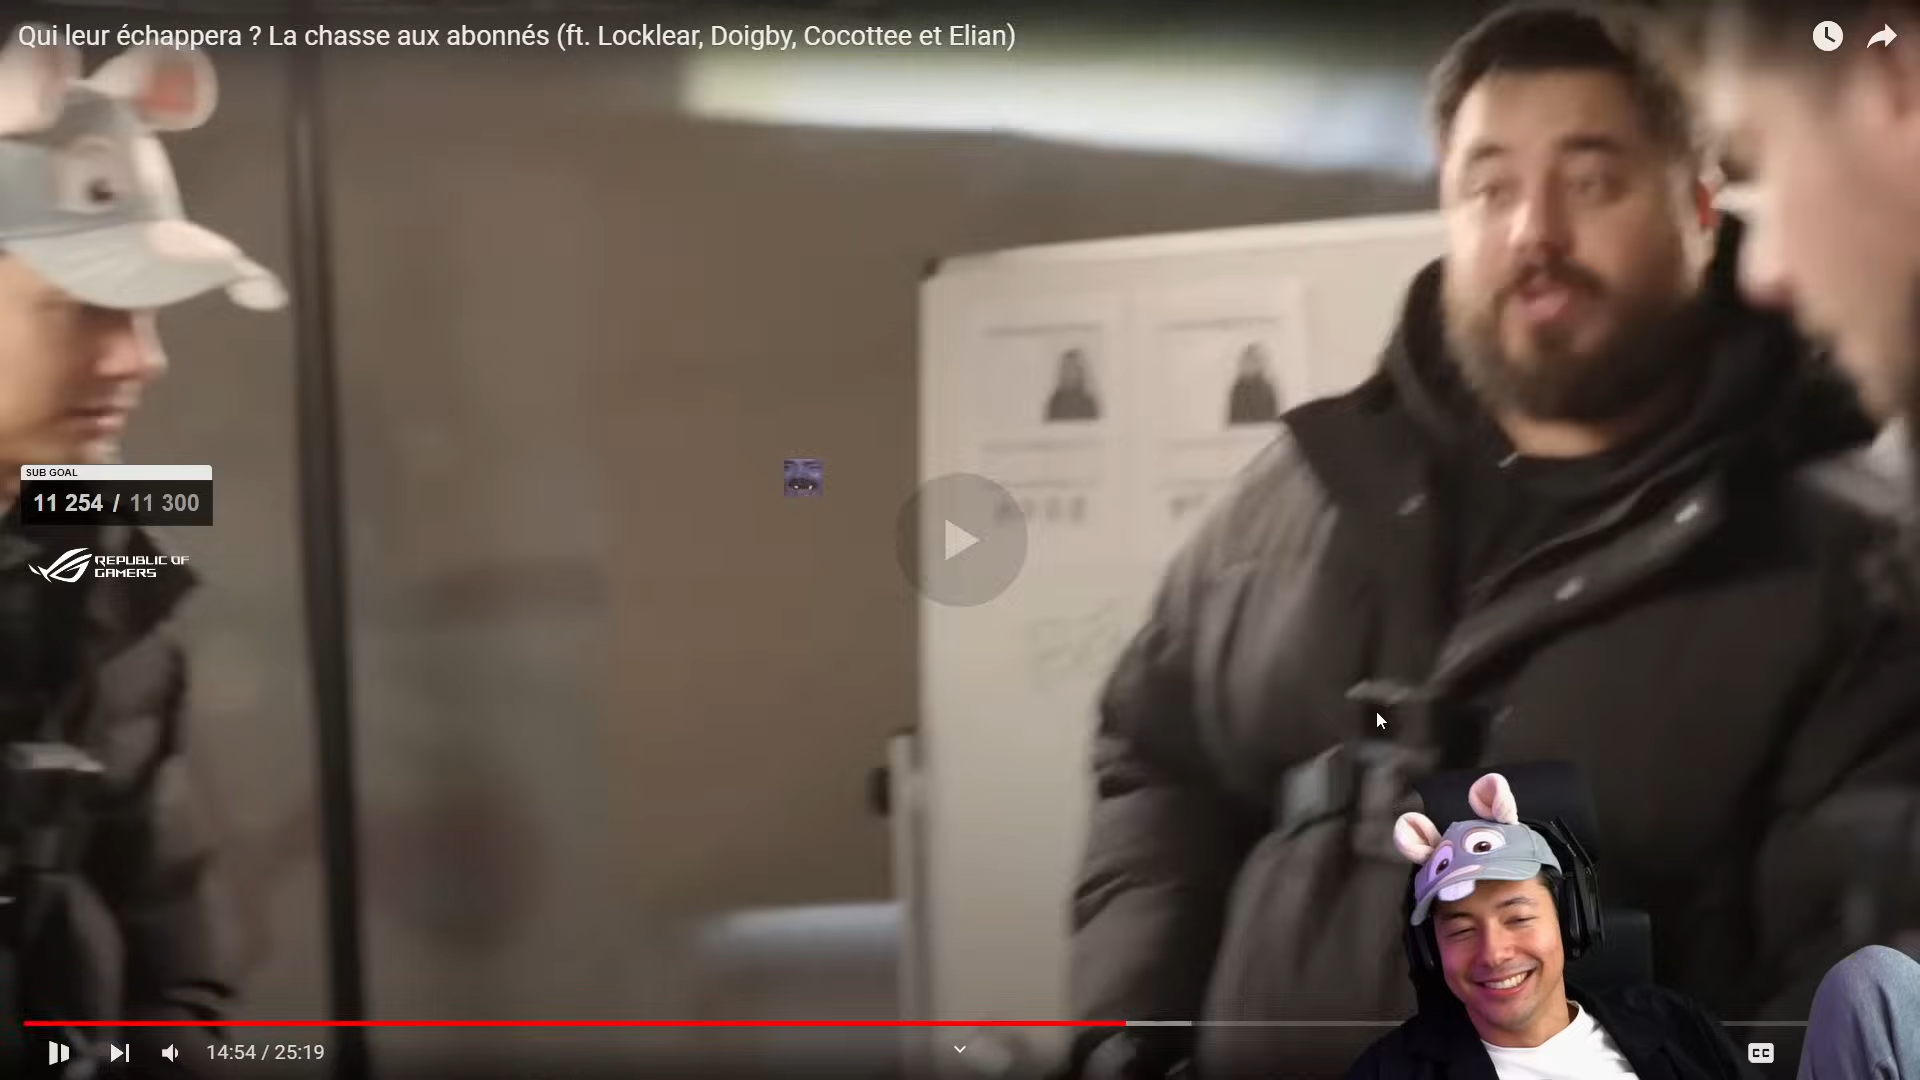 Qui leur échappera ? La chasse aux abonnés (ft. Locklear, Doigby, Cocottee et Elian)
SUB GOAL
11 254 / 11 300
REPUBLIC OF
GAMERS
14:54 / 25:19
CC